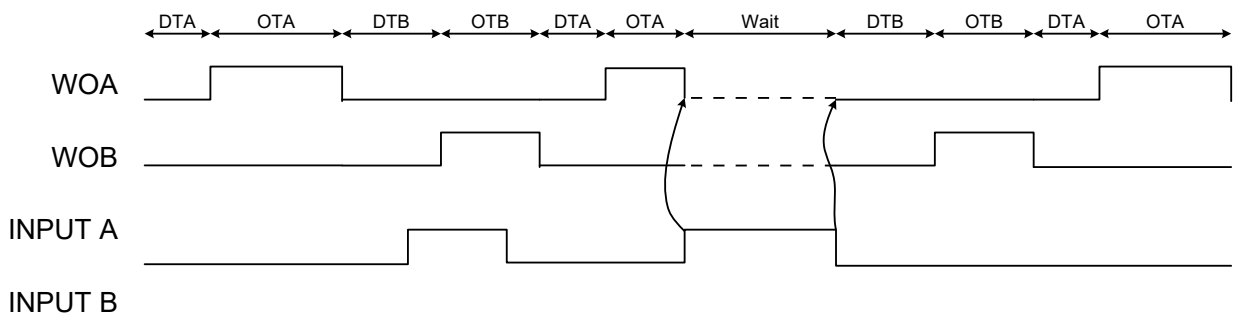 DTA OTA DTB OTB DTA OTA Wait DTB OTB DTA OTA
WOA
WOB
INPUT A
INPUT B